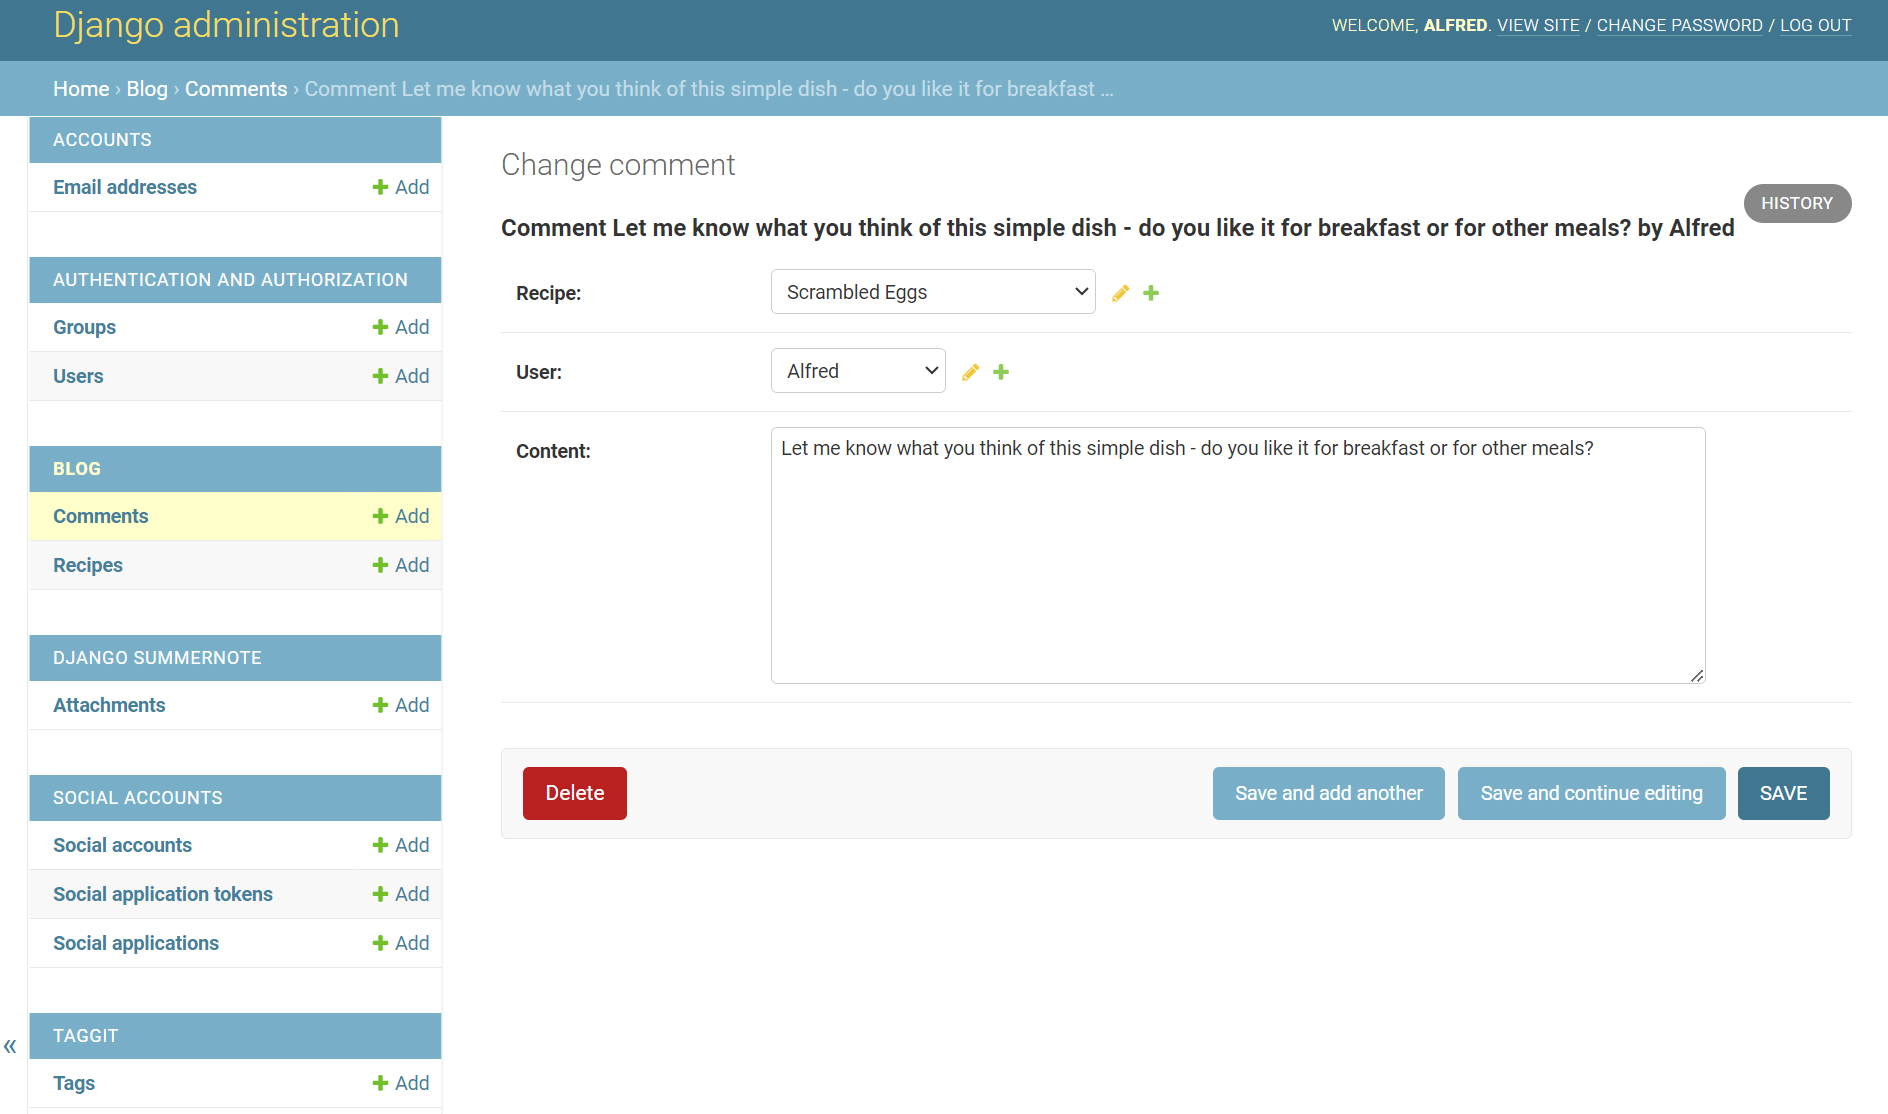 Django administration
WELCOME, ALFRED. VIEW SITE / CHANGE PASSWORD / LOG OUT
Home › Blog › Comments › Comment Let me know what you think of this simple dish - do you like it for breakfast …
ACCOUNTS
Email addresses
Add
AUTHENTICATION AND AUTHORIZATION
Groups
Add
Users
Add
BLOG
Comments
Add
Recipes
Add
DJANGO SUMMERNOTE
Attachments
Add
SOCIAL ACCOUNTS
Social accounts
Add
Social application tokens
Add
Social applications
Add
TAGGIT
Tags
Add
«
Change comment
HISTORY
Comment Let me know what you think of this simple dish - do you like it for breakfast or for other meals? by Alfred
Recipe:
Scrambled Eggs
User:
Alfred
Content:
Let me know what you think of this simple dish - do you like it for breakfast or for other meals?
Delete
Save and add another
Save and continue editing
SAVE